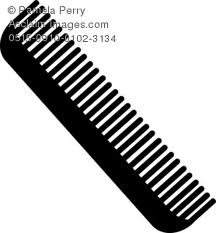 © Pamela Perry
Acclaim Images.com
0515-0910-0102-3134